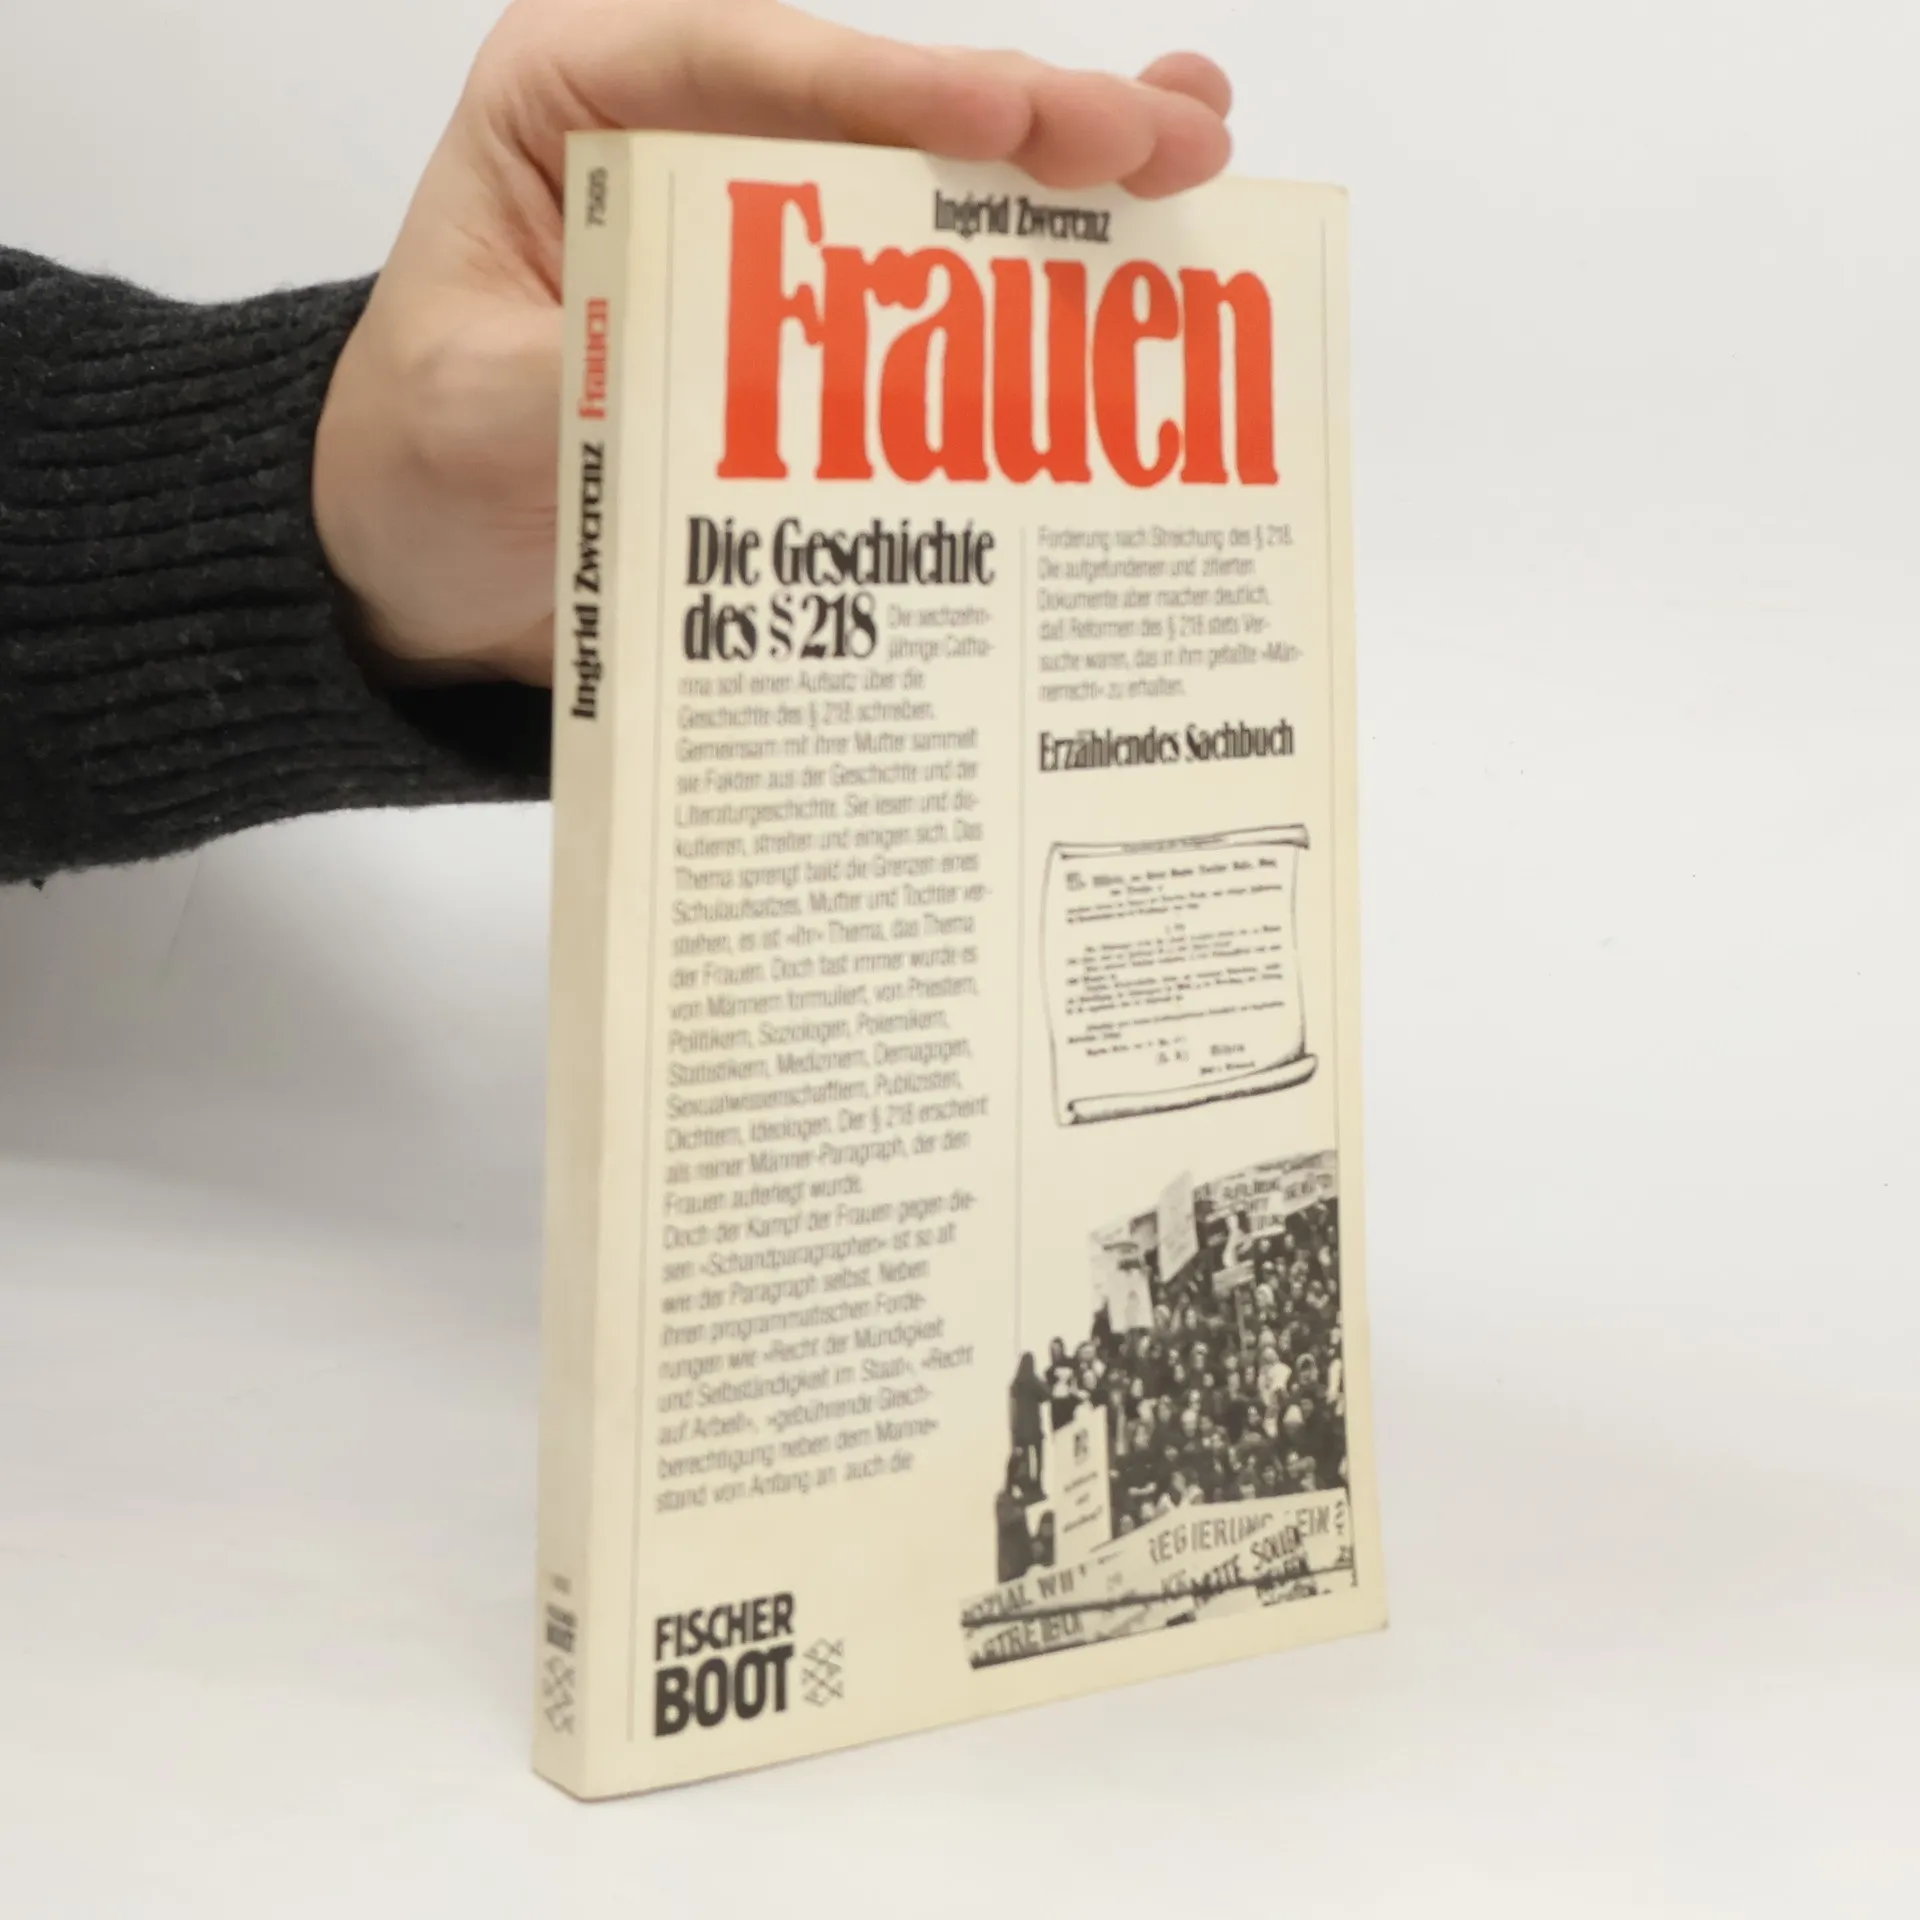 7505
Ingrid Zwerenz Frauen
Ingrid Zwerenz
Frauen
Die Geschichte
des § 218 Die sechzehn-
jährige Catha-
rina soll einen Aufsatz über die
Geschichte des § 218 schreiben.
Gemeinsam mit ihrer Mutter sammelt
sie Fakten aus der Geschichte und der
Literaturgeschichte. Sie lesen und dis-
kutieren, streiten und einigen sich. Das
Thema sprengt bald die Grenzen eines
Schulaufsatzes. Mutter und Tochter ver-
stehen, es ist »ihr« Thema, das Thema
der Frauen. Doch fast immer wurde es
von Männern formuliert, von Priestern,
Politikern, Soziologen, Polemikern,
Statistikern, Medizinern, Demagogen,
Sexualwissenschaftlern, Publizisten,
Dichtern, Ideologen. Der § 218 erscheint
als reiner Männer-Paragraph, der den
Frauen auferlegt wurde.
Doch der Kampf der Frauen gegen die-
sen »Schandparagraphen« ist so alt
wie der Paragraph selbst. Neben
ihren programmatischen Forde-
rungen wie »Recht der Mündigkeit
und Selbständigkeit im Staat«, »Recht
auf Arbeit«, »gebührende Gleich-
berechtigung neben dem Manne«
stand von Anfang an auch die
Forderung nach Streichung des § 218.
Die aufgefundenen und zitierten
Dokumente aber machen deutlich,
daß Reformen des § 218 stets Ver-
suche waren, das in ihm gefaßte »Män-
nerrecht« zu erhalten.
Erzählendes Sachbuch
REGIERUNG
SOLLEN
FISCHER
BOOT